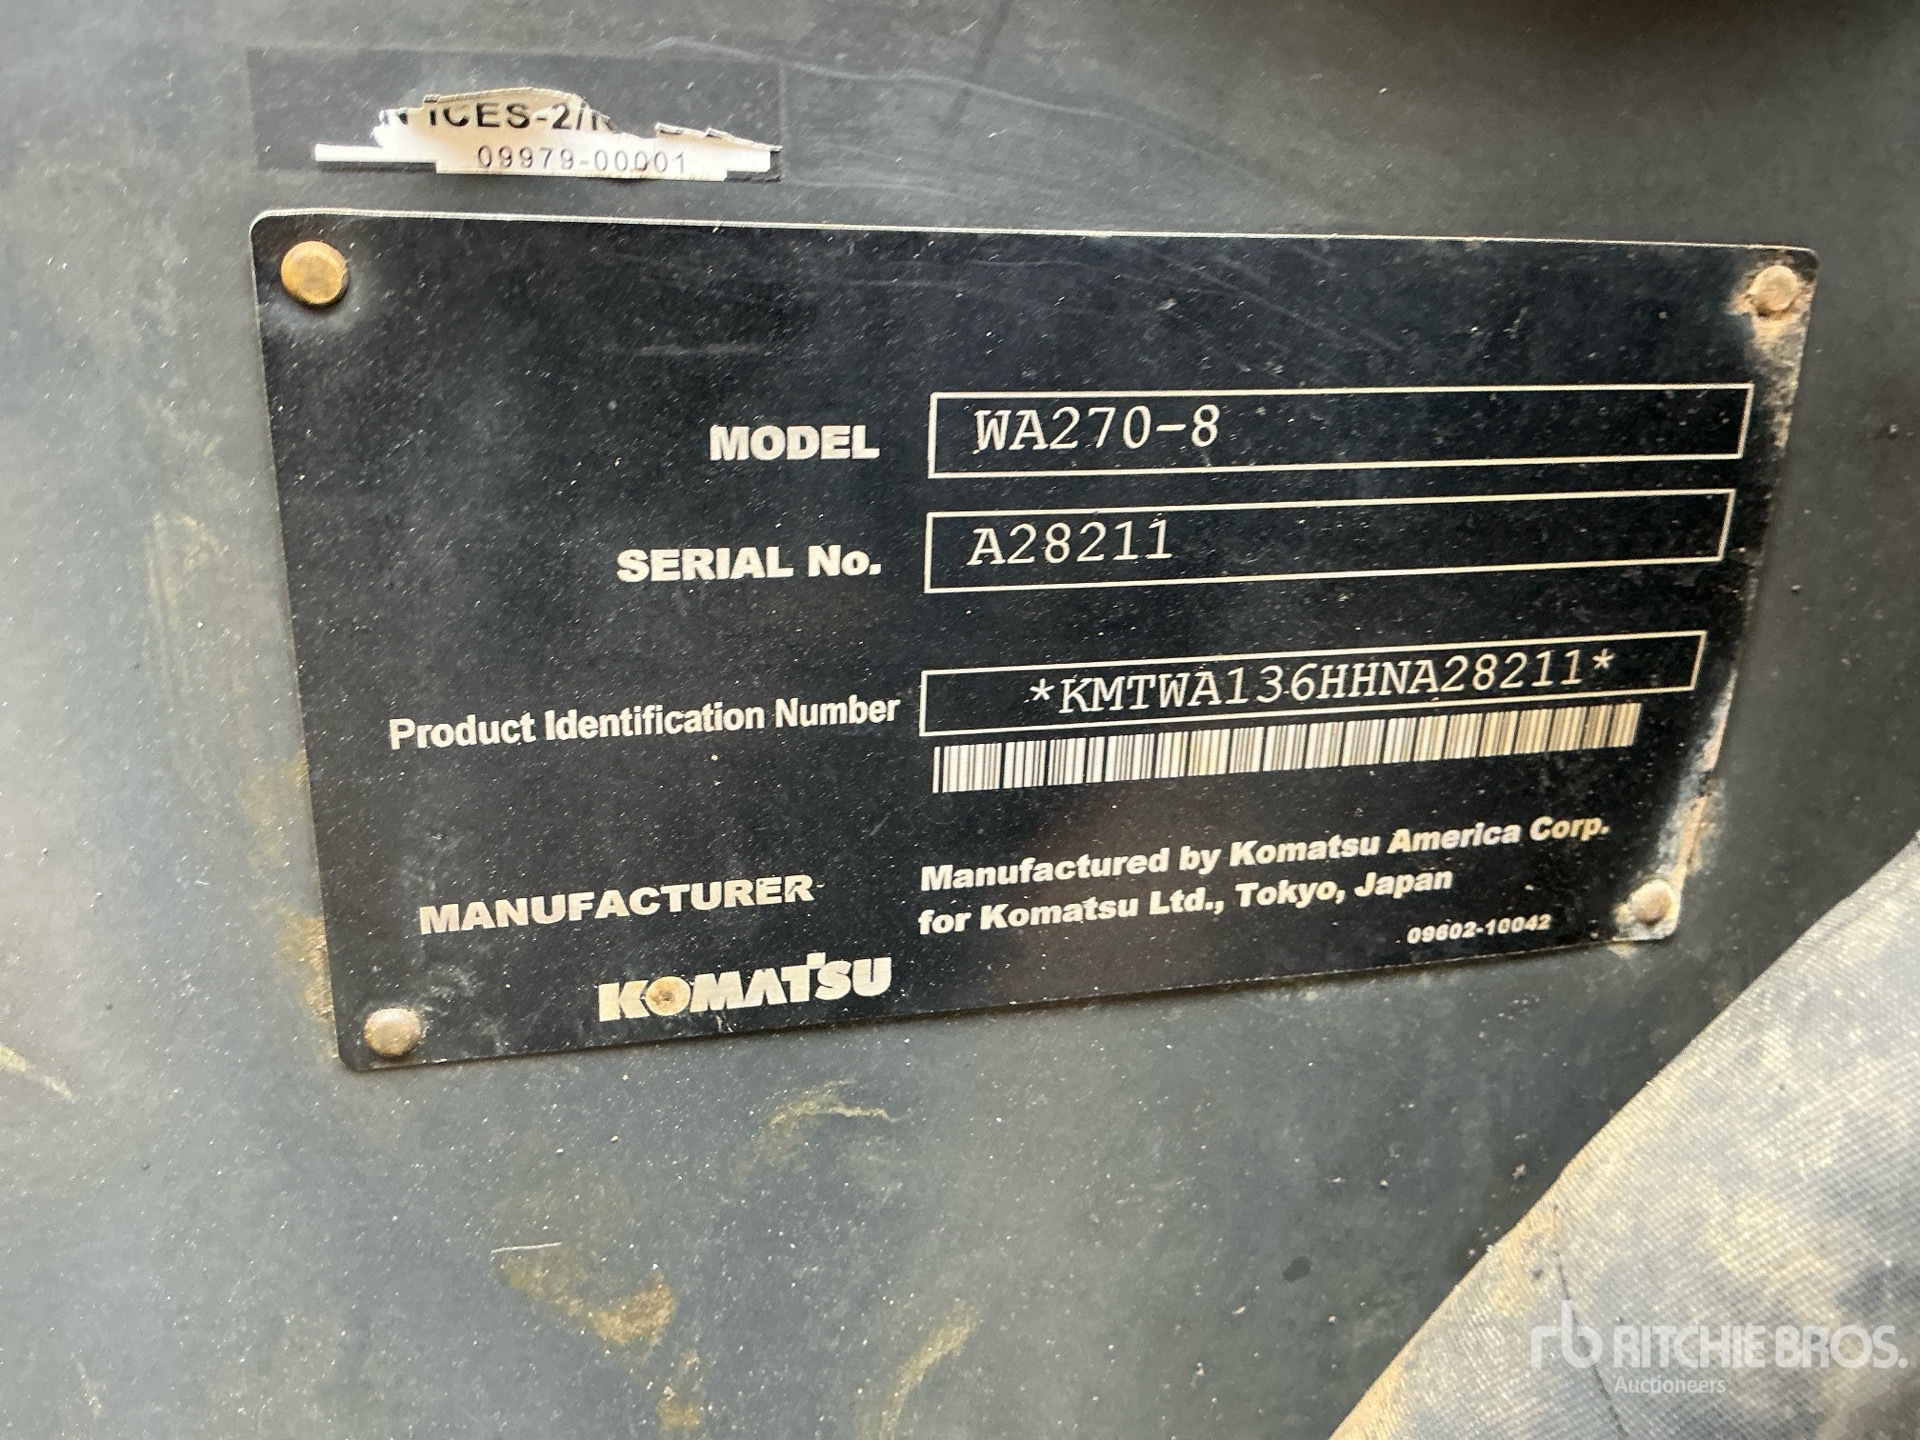 ICES-2/
09979-00001
MODEL WA270-8
SERIAL No. A28211
Product Identification Number *KMTWA136HHNA28211*
MANUFACTURER Manufactured by Komatsu America Corp.
for Komatsu Ltd., Tokyo, Japan
09602-10042
KOMATSU
rb RITCHIE BROS.
Auctioneers